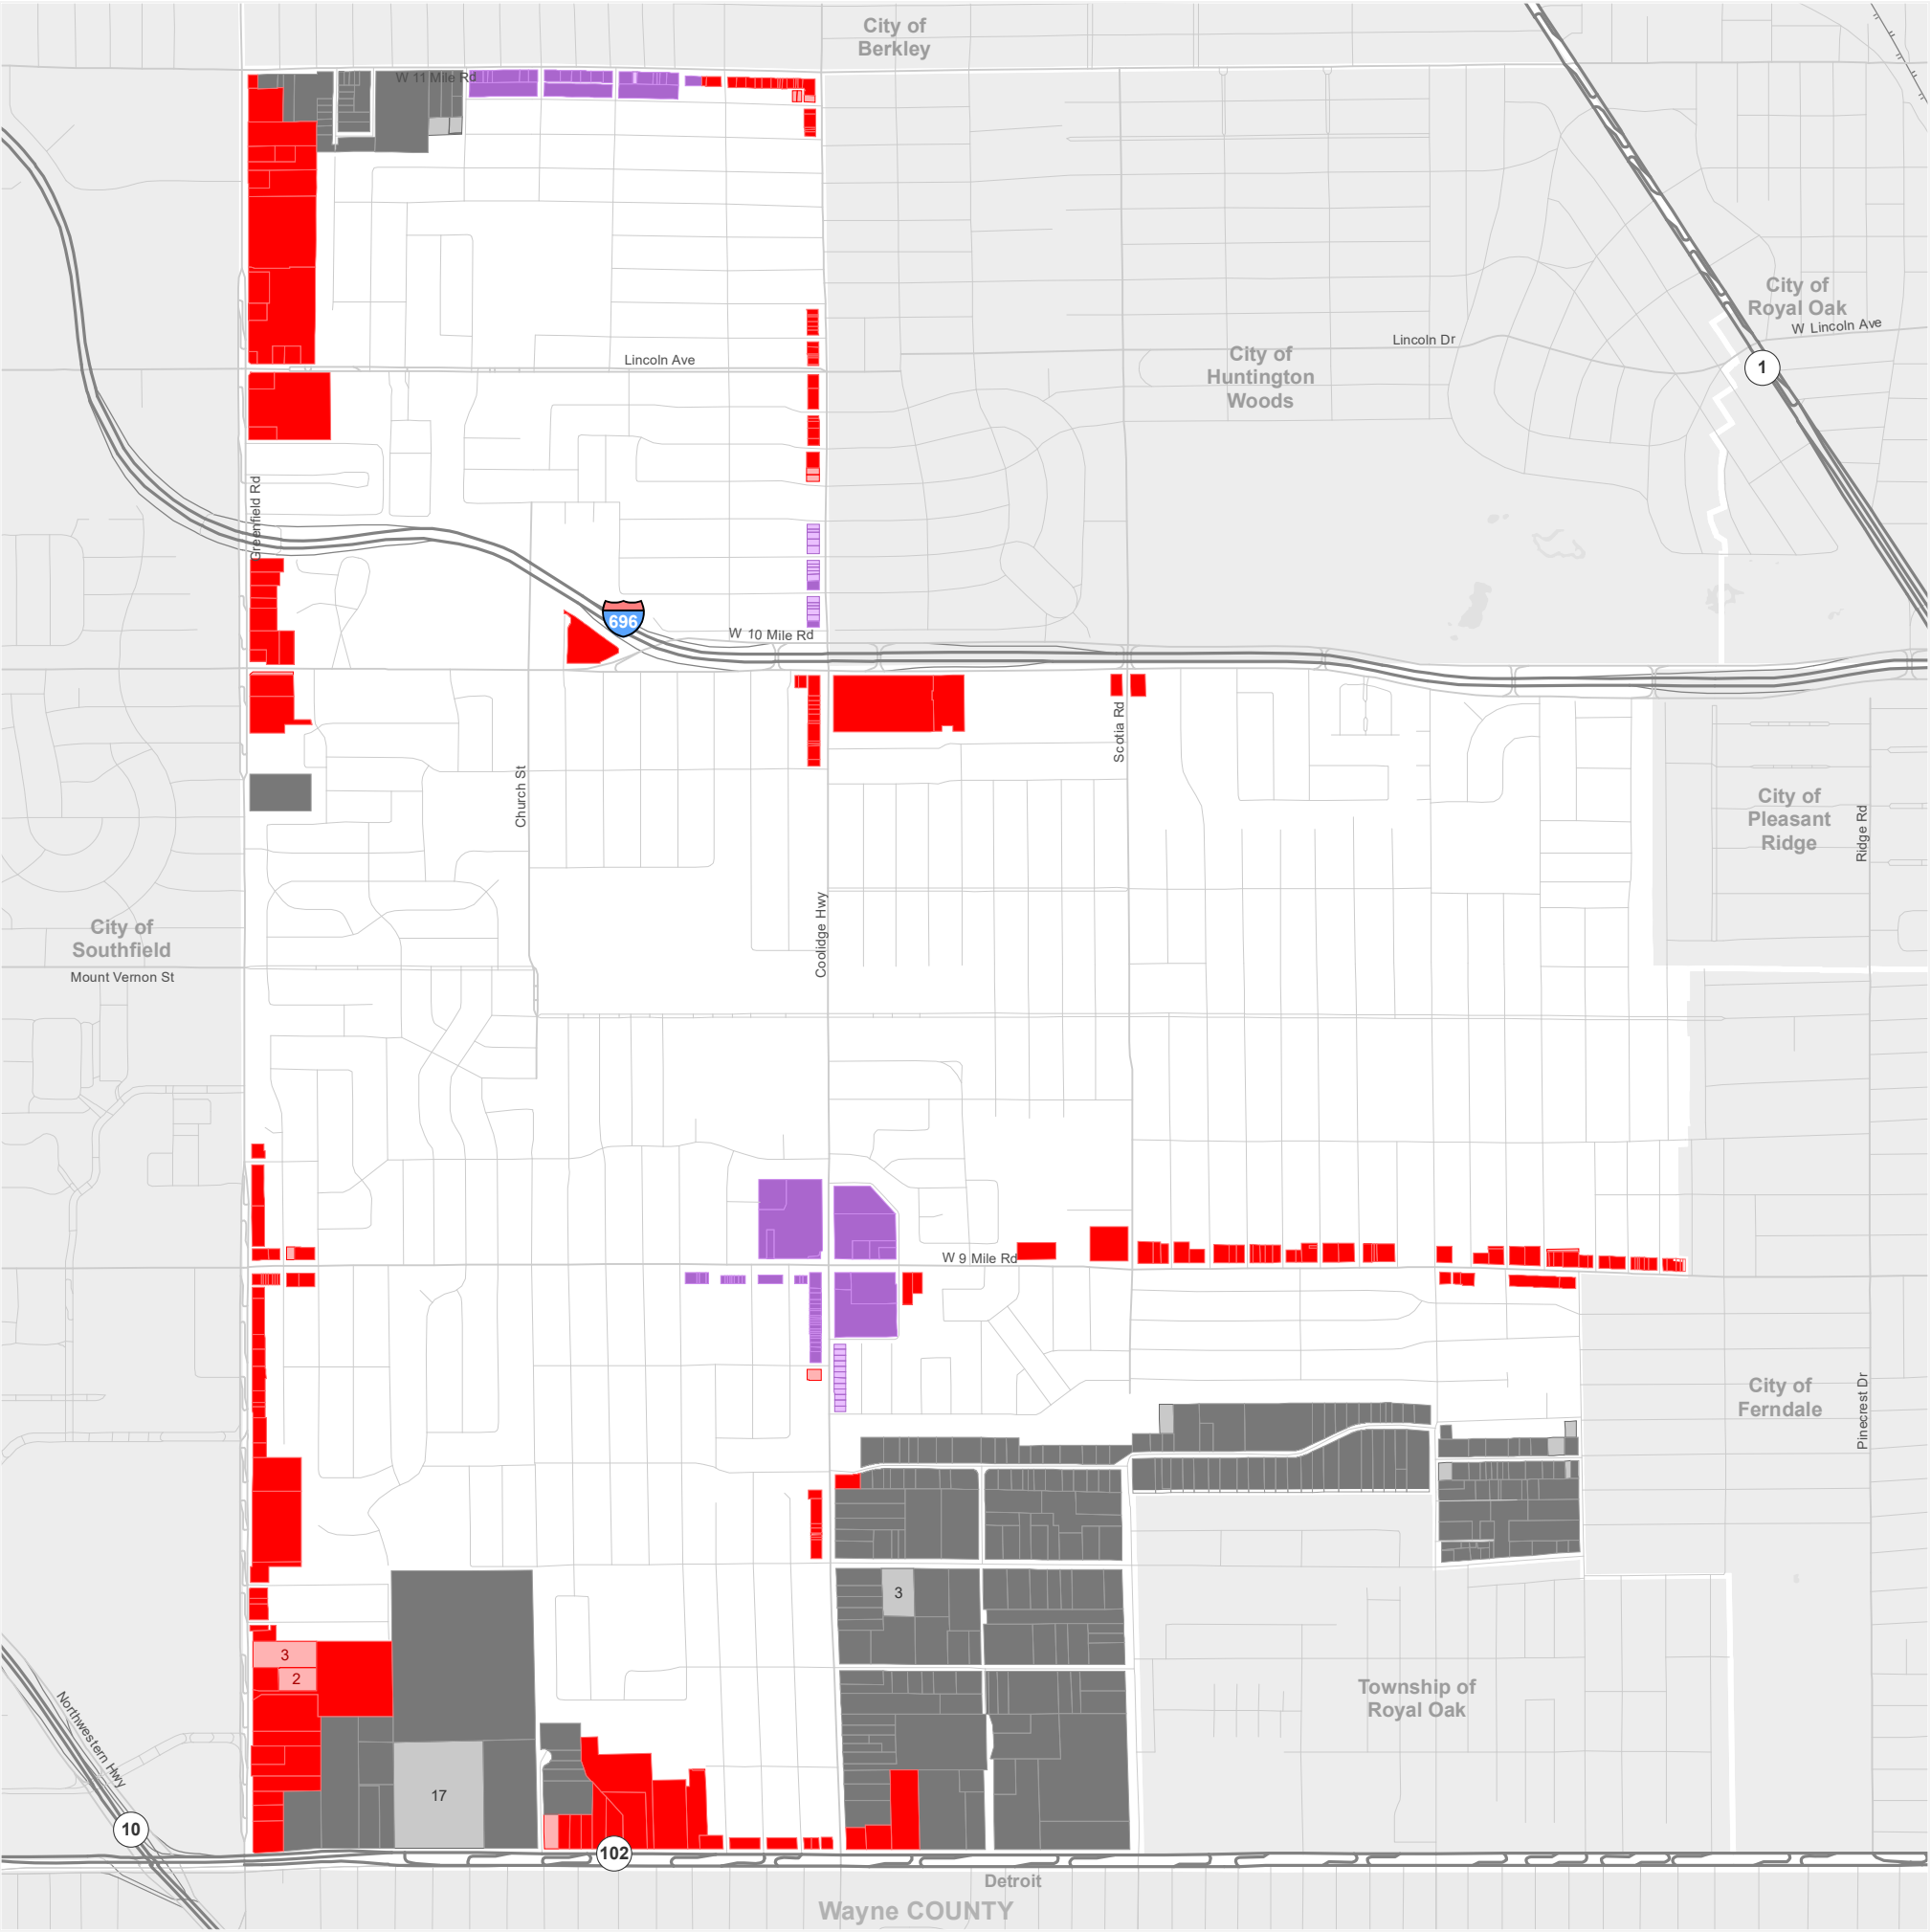 City of
Berkley
W 11 Mile Rd
City of
Royal Oak
W Lincoln Ave
Lincoln Dr
Lincoln Ave
City of
Huntington
Woods
1
Greenfield Rd
696
W 10 Mile Rd
Scotia Rd
Church St
City of
Pleasant
Ridge
Ridge Rd
Coolidge Hwy
City of
Southfield
Mount Vernon St
W 9 Mile Rd
City of
Ferndale
Pinecrest Dr
3
3
2
Township of
Royal Oak
Northwestern Hwy
17
10
102
Detroit
Wayne COUNTY